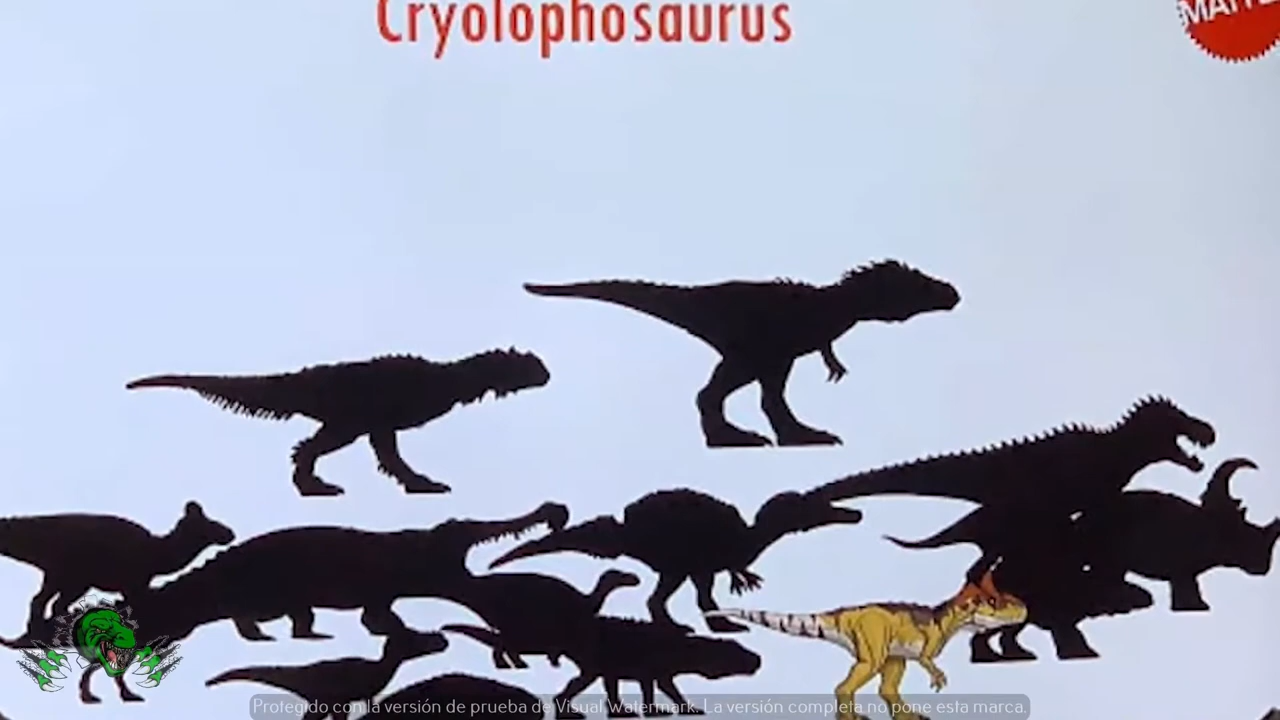 Cryolophosaurus
Protegido con la versión de prueba de Visual Watermark. La versión completa no pone esta marca.